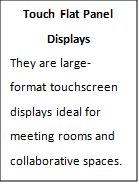 Touch Flat Panel
Displays
They are large-
format touchscreen
displays ideal for
meeting rooms and
collaborative spaces.